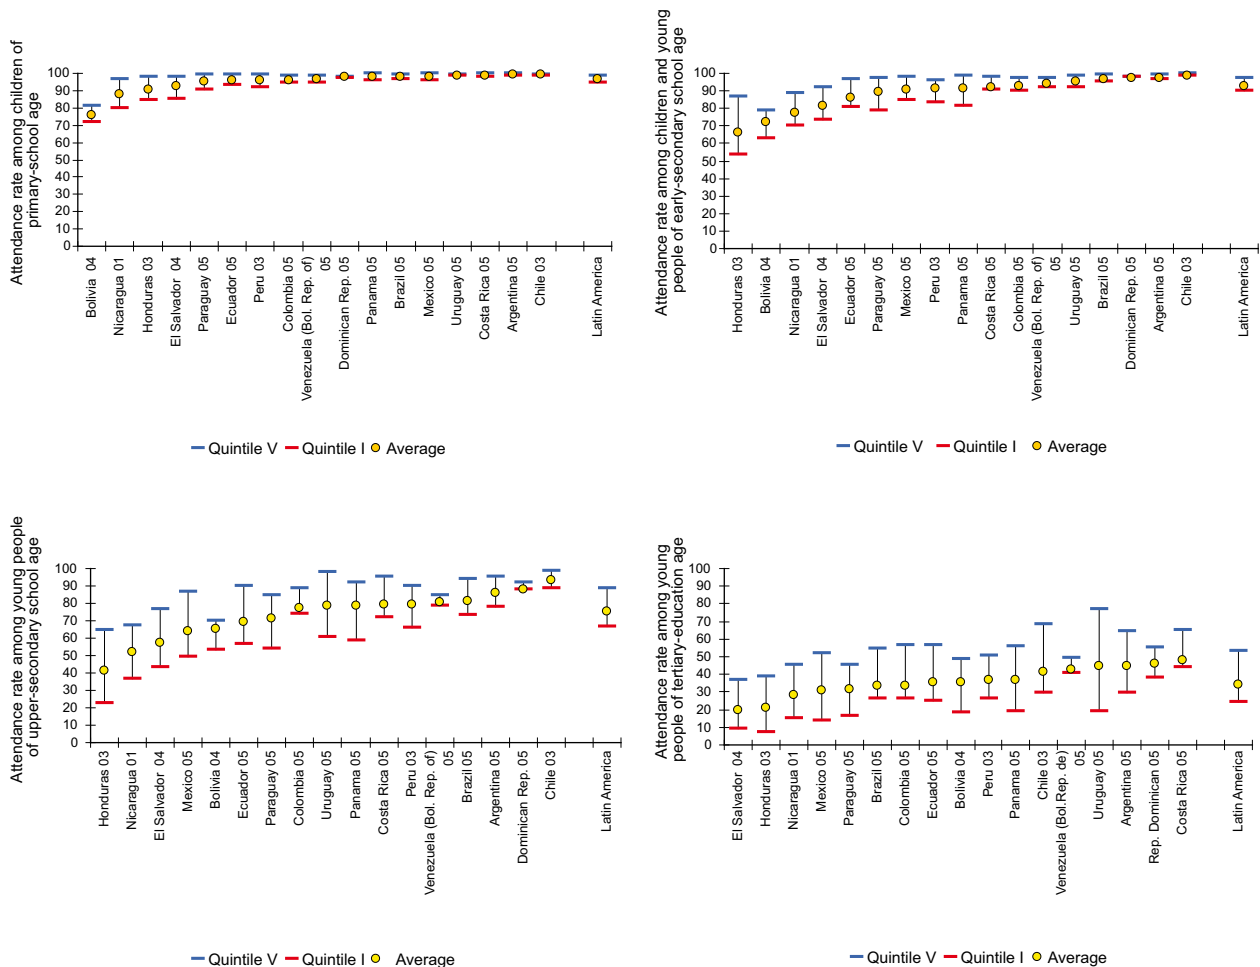 Attendance rate among children of
primary-school age
100
90
80
70
60
50
40
30
20
10
0
Bolivia 04
Nicaragua 01
Honduras 03
El Salvador 04
Paraguay 05
Ecuador 05
Peru 03
Colombia 05
Venezuela (Bol. Rep. of)
05
Dominican Rep. 05
Panama 05
Brazil 05
Mexico 05
Uruguay 05
Costa Rica 05
Argentina 05
Chile 03
Latin America
Quintile V Quintile I Average
Attendance rate among children and young
people of early-secondary school age
100
90
80
70
60
50
40
30
20
10
0
Honduras 03
Bolivia 04
Nicaragua 01
El Salvador 04
Ecuador 05
Paraguay 05
Mexico 05
Peru 03
Panama 05
Costa Rica 05
Colombia 05
Venezuela (Bol. Rep. of)
05
Uruguay 05
Brazil 05
Dominican Rep. 05
Argentina 05
Chile 03
Latin America
Quintile V Quintile I Average
Attendance rate among young people
of upper-secondary school age
100
90
80
70
60
50
40
30
20
10
0
Honduras 03
Nicaragua 01
El Salvador 04
Mexico 05
Bolivia 04
Ecuador 05
Paraguay 05
Colombia 05
Uruguay 05
Panama 05
Costa Rica 05
Peru 03
Venezuela (Bol. Rep. of)
05
Brazil 05
Argentina 05
Dominican Rep. 05
Chile 03
Latin America
Quintile V Quintile I Average
Attendance rate among young
people of tertiary-education age
100
90
80
70
60
50
40
30
20
10
0
El Salvador 04
Honduras 03
Nicaragua 01
Mexico 05
Paraguay 05
Brazil 05
Colombia 05
Ecuador 05
Bolivia 04
Peru 03
Panama 05
Chile 03
Venezuela (Bol.Rep. de)
05
Uruguay 05
Argentina 05
Rep. Dominican 05
Costa Rica 05
Latin America
Quintile V Quintile I Average